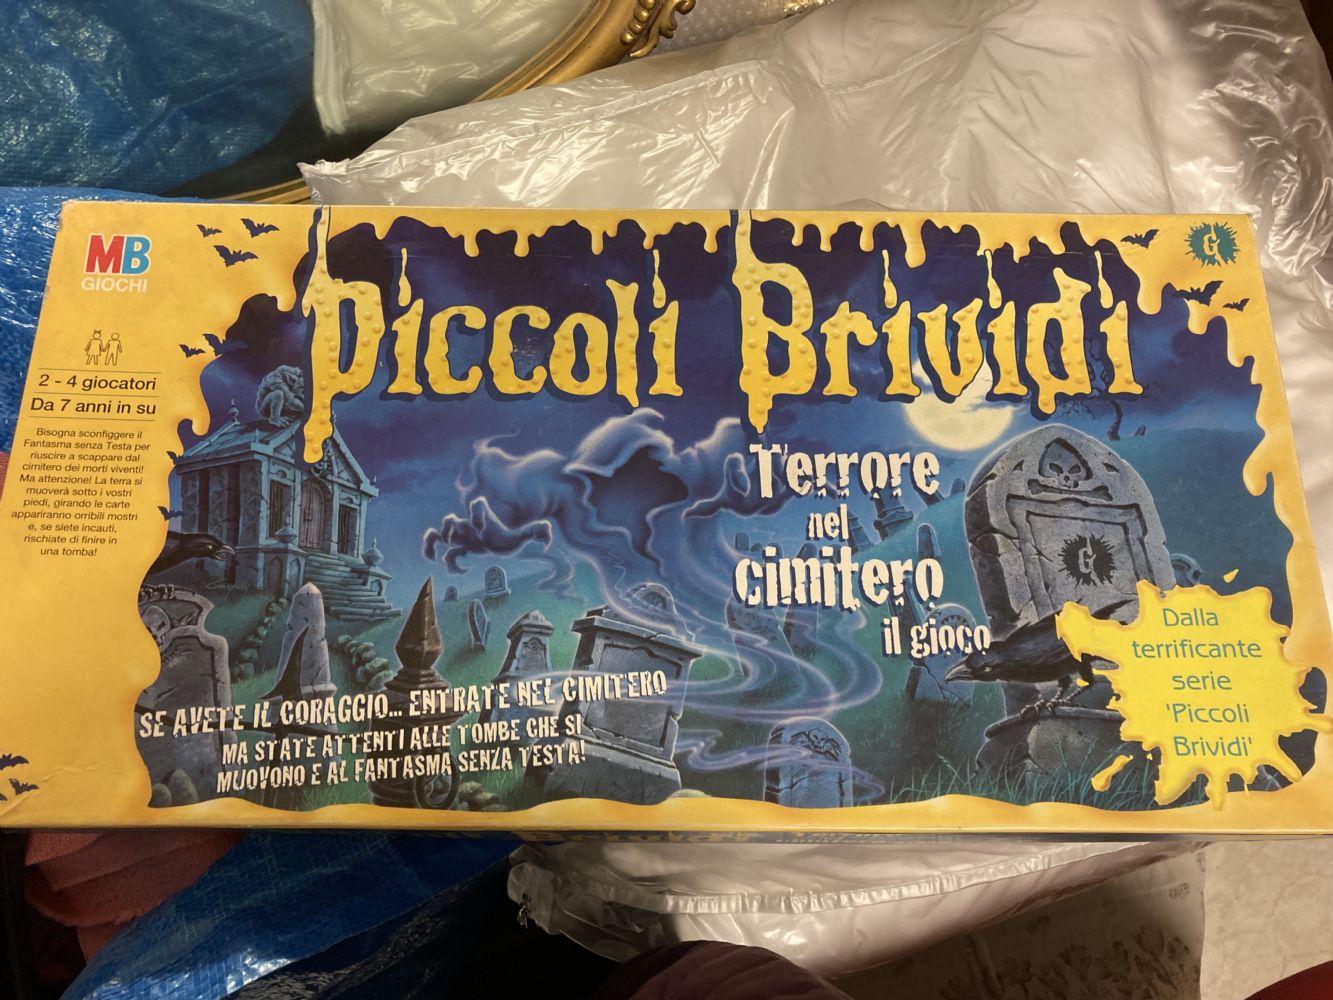 MB
GIOCHI
2 - 4 giocatori
Da 7 anni in su
Bisogna sconfiggere il
Fantasma senza Testa per
riuscire a scappare dal
cimitero dei morti viventi!
Ma attenzione! La terra si
muoverà sotto i vostri
piedi, girando le carte
appariranno orribili mostri
e, se siete incauti,
rischiate di finire in
una tomba!
Piccoli Brividi
Terrore
nel
cimitero
il gioco
G
G
SE AVETE IL CORAGGIO... ENTRATE NEL CIMITERO
MA STATE ATTENTI ALLE TOMBE CHE SI
MUOVONO E AL FANTASMA SENZA TESTA!
Dalla
terrificante
serie
'Piccoli
Brividi'